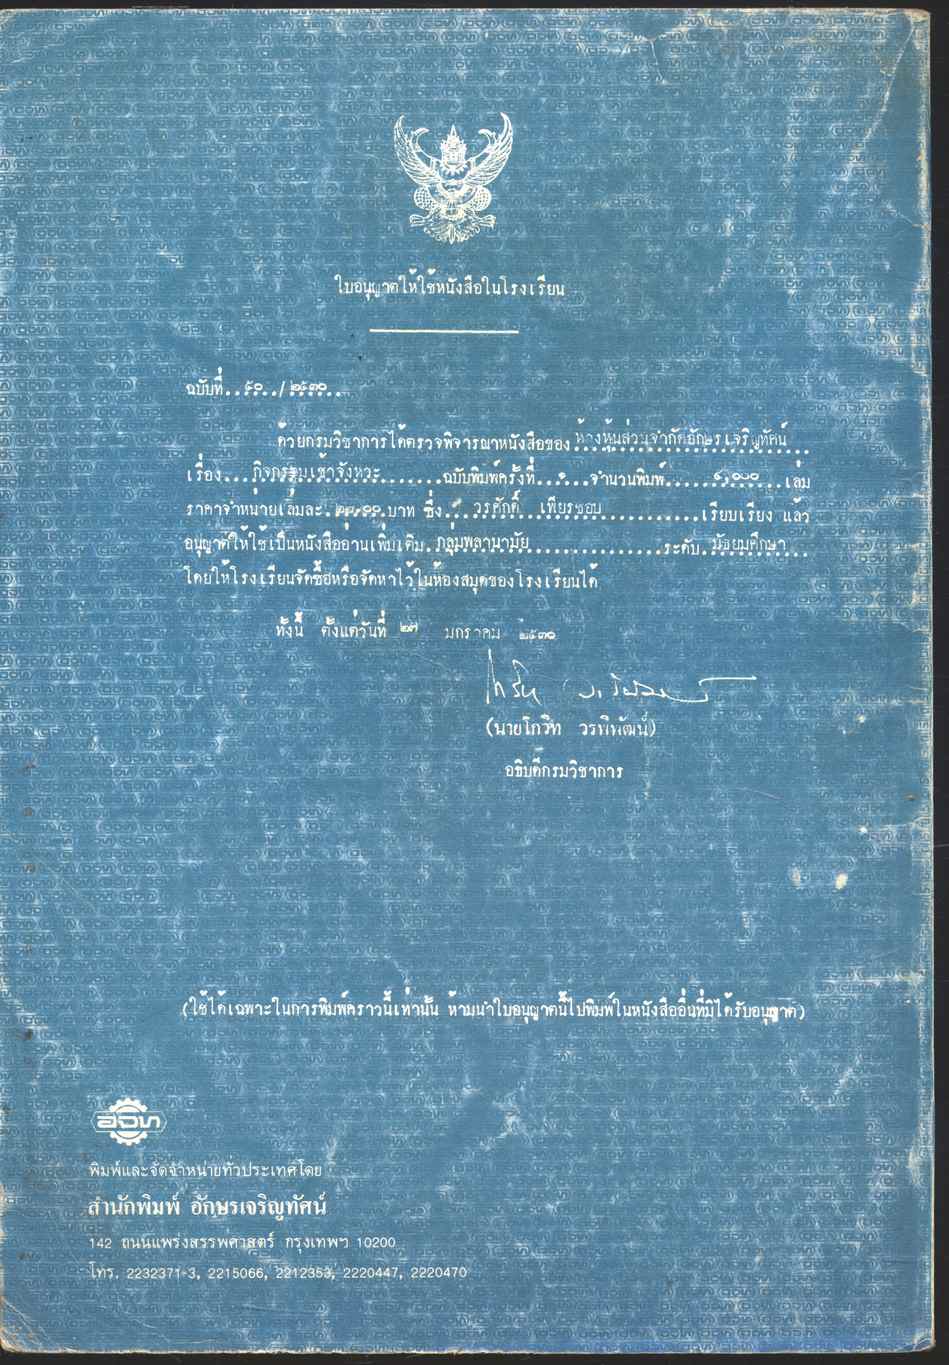 ใบอนุญาตให้ใช้หนังสือในโรงเรียน
ฉบับที่..๕๐../๒๕๓๐..
ด้วยกรมวิชาการได้ตรวจพิจารณาหนังสือของ ห้างหุ้นส่วนจำกัดอักษรเจริญทัศน์
เรื่อง...กิจกรรมเข้าจังหวะ........ฉบับพิมพ์ครั้งที่...๑...จำนวนพิมพ์......๐๐๐...เล่ม
ราคาจำหน่ายเล่มละ......บาท ซึ่ง.. วรศักดิ์ เพียรชอบ............เรียบเรียง แล้ว
อนุญาตให้ใช้เป็นหนังสืออ่านเพิ่มเติม.กลุ่มพลานามัย................ระดับ.มัธยมศึกษา...
โดยให้โรงเรียนจัดซื้อหรือจัดหาไว้ในห้องสมุดของโรงเรียนได้
ทั้งนี้ ตั้งแต่วันที่ ๒๗ มกราคม ๒๕๓๐
(นายโกวิท วรพิพัฒน์)
อธิบดีกรมวิชาการ
(ใช้ได้เฉพาะในการพิมพ์คราวนี้เท่านั้น ห้ามนำใบอนุญาตนี้ไปพิมพ์ในหนังสืออื่นที่มิได้รับอนุญาต)
อจท
พิมพ์และจัดจำหน่ายทั่วประเทศโดย
สำนักพิมพ์ อักษรเจริญทัศน์
142 ถนนแพร่งสรรพศาสตร์ กรุงเทพฯ 10200
โทร. 2232371-3, 2215066, 2212353, 2220447, 2220470